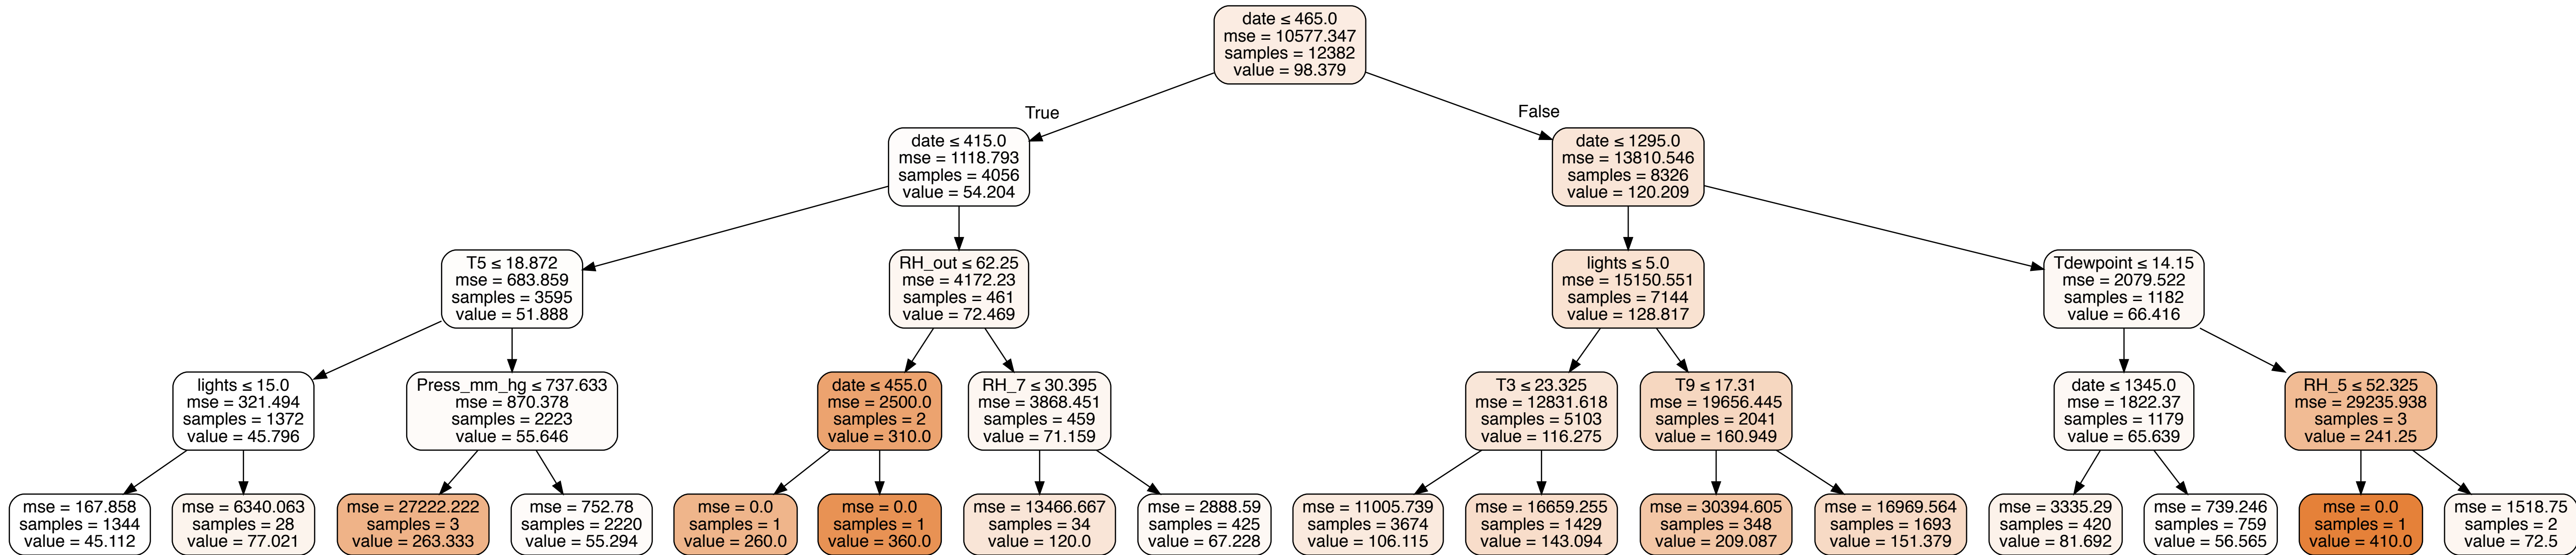 date ≤ 465.0
mse = 10577.347
samples = 12382
value = 98.379
True
False
date ≤ 415.0
mse = 1118.793
samples = 4056
value = 54.204
date ≤ 1295.0
mse = 13810.546
samples = 8326
value = 120.209
T5 ≤ 18.872
mse = 683.859
samples = 3595
value = 51.888
RH_out ≤ 62.25
mse = 4172.23
samples = 461
value = 72.469
lights ≤ 5.0
mse = 15150.551
samples = 7144
value = 128.817
Tdewpoint ≤ 14.15
mse = 2079.522
samples = 1182
value = 66.416
lights ≤ 15.0
mse = 321.494
samples = 1372
value = 45.796
Press_mm_hg ≤ 737.633
mse = 870.378
samples = 2223
value = 55.646
date ≤ 455.0
mse = 2500.0
samples = 2
value = 310.0
RH_7 ≤ 30.395
mse = 3868.451
samples = 459
value = 71.159
T3 ≤ 23.325
mse = 12831.618
samples = 5103
value = 116.275
T9 ≤ 17.31
mse = 19656.445
samples = 2041
value = 160.949
date ≤ 1345.0
mse = 1822.37
samples = 1179
value = 65.639
RH_5 ≤ 52.325
mse = 29235.938
samples = 3
value = 241.25
mse = 167.858
samples = 1344
value = 45.112
mse = 6340.063
samples = 28
value = 77.021
mse = 27222.222
samples = 3
value = 263.333
mse = 752.78
samples = 2220
value = 55.294
mse = 0.0
samples = 1
value = 260.0
mse = 0.0
samples = 1
value = 360.0
mse = 13466.667
samples = 34
value = 120.0
mse = 2888.59
samples = 425
value = 67.228
mse = 11005.739
samples = 3674
value = 106.115
mse = 16659.255
samples = 1429
value = 143.094
mse = 30394.605
samples = 348
value = 209.087
mse = 16969.564
samples = 1693
value = 151.379
mse = 3335.29
samples = 420
value = 81.692
mse = 739.246
samples = 759
value = 56.565
mse = 0.0
samples = 1
value = 410.0
mse = 1518.75
samples = 2
value = 72.5